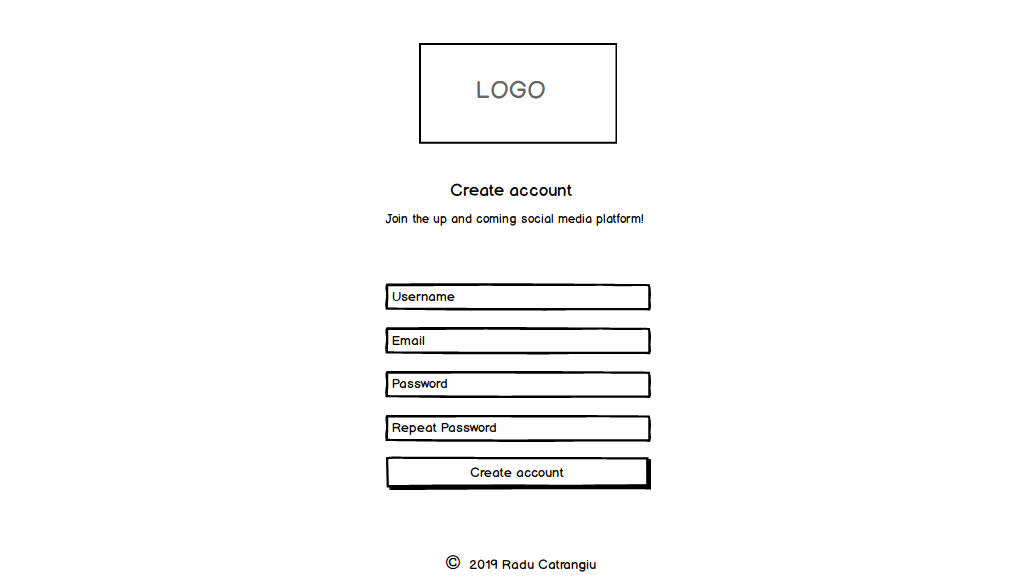 LOGO
Create account
Join the up and coming social media platform!
Username
Email
Password
Repeat Password
Create account
© 2019 Radu Catrangiu